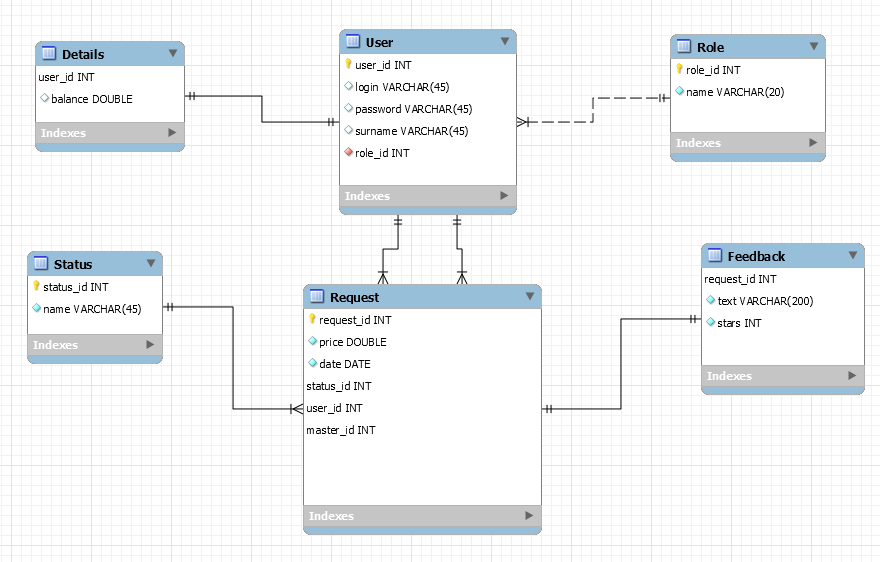 Details
user_id INT
balance DOUBLE
Indexes
User
user_id INT
login VARCHAR(45)
password VARCHAR(45)
surname VARCHAR(45)
role_id INT
Indexes
Role
role_id INT
name VARCHAR(20)
Indexes
Status
status_id INT
name VARCHAR(45)
Indexes
Request
request_id INT
price DOUBLE
date DATE
status_id INT
user_id INT
master_id INT
Indexes
Feedback
request_id INT
text VARCHAR(200)
stars INT
Indexes